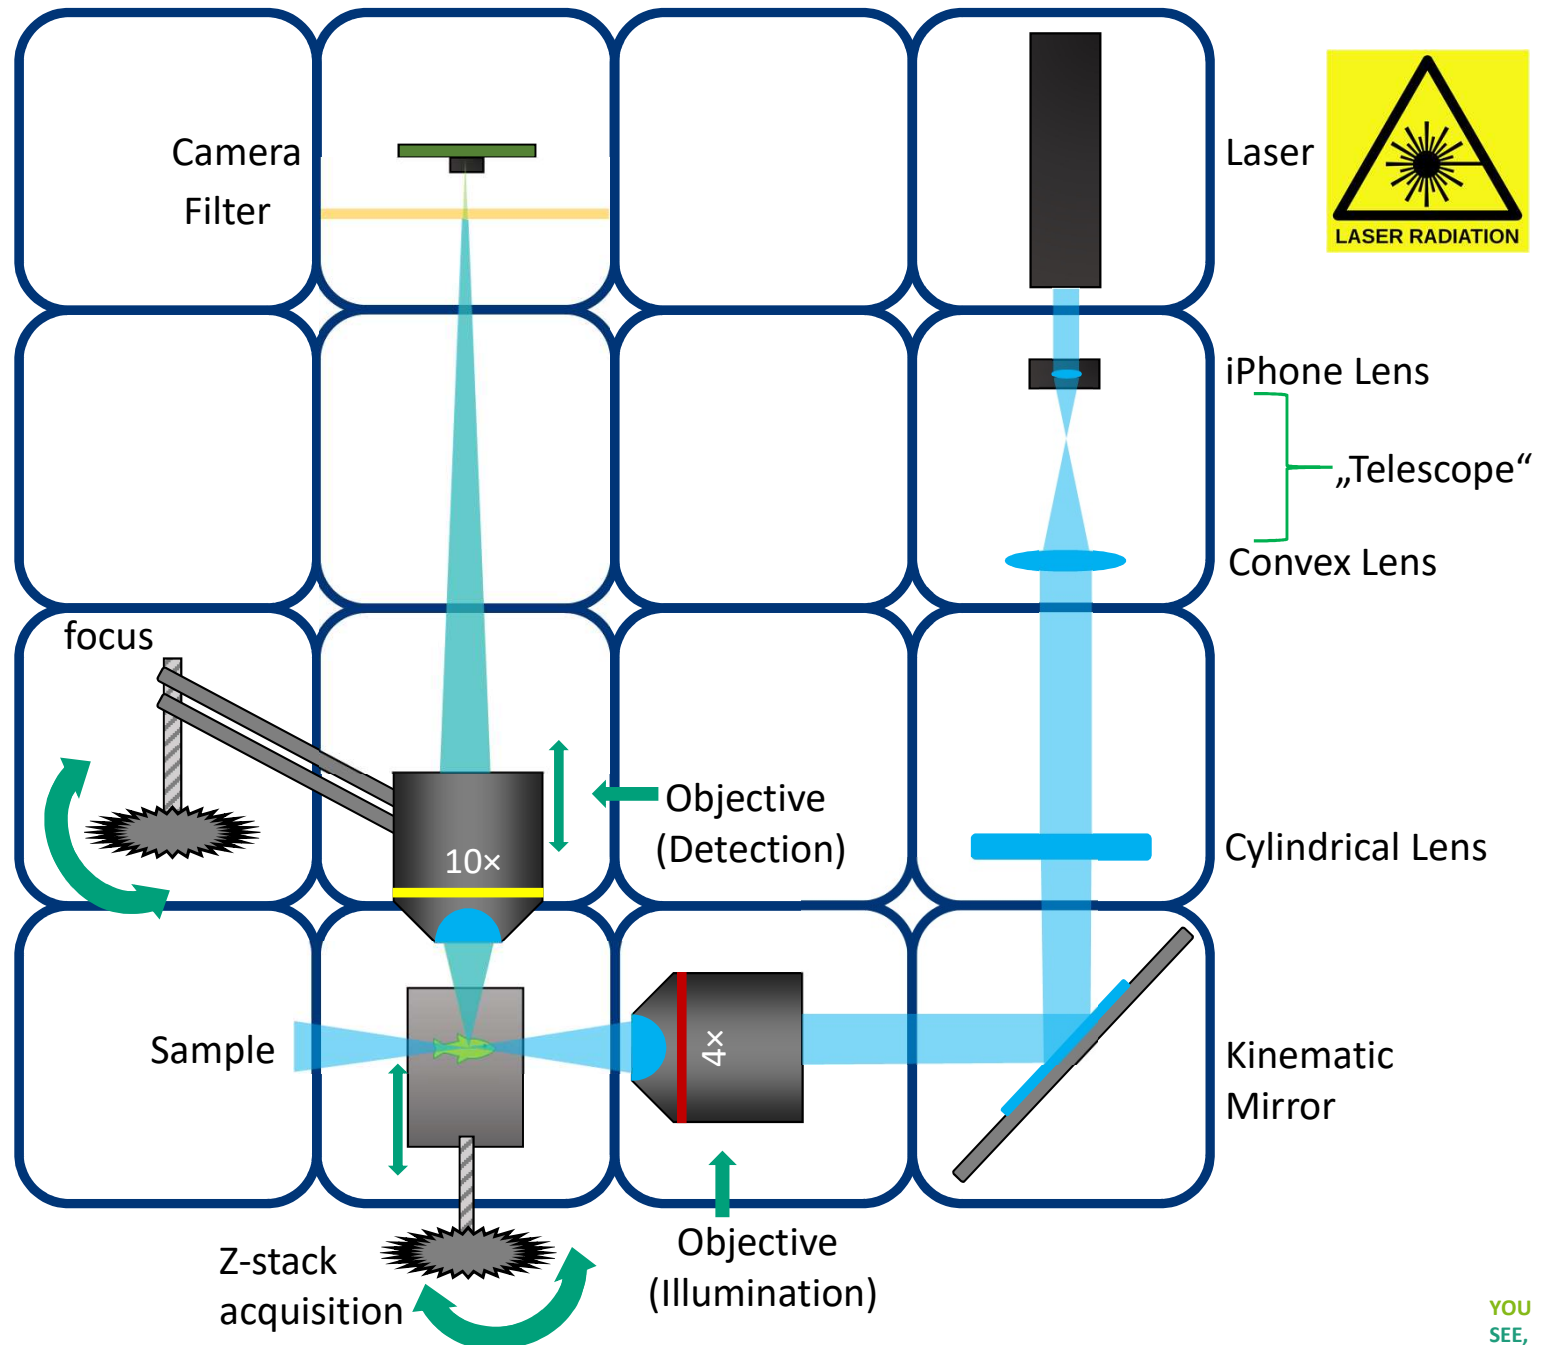 Camera
Filter
Laser
LASER RADIATION
iPhone Lens
„Telescope“
Convex Lens
focus
Objective
(Detection)
10×
Cylindrical Lens
Sample
4×
Kinematic
Mirror
Z-stack
acquisition
Objective
(Illumination)
YOU
SEE,